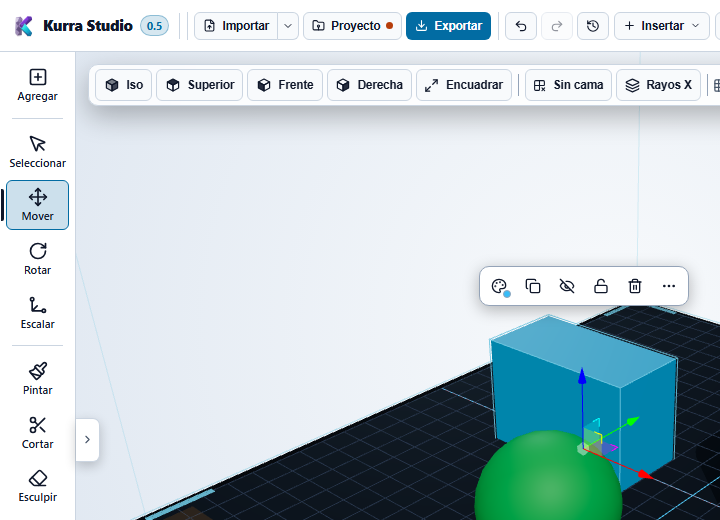 Kurra Studio 0.5 Importar Proyecto Exportar Insertar
Iso Superior Frente Derecha Encuadrar Sin cama Rayos X
Agregar
Seleccionar
Mover
Rotar
Escalar
Pintar
Cortar
Esculpir